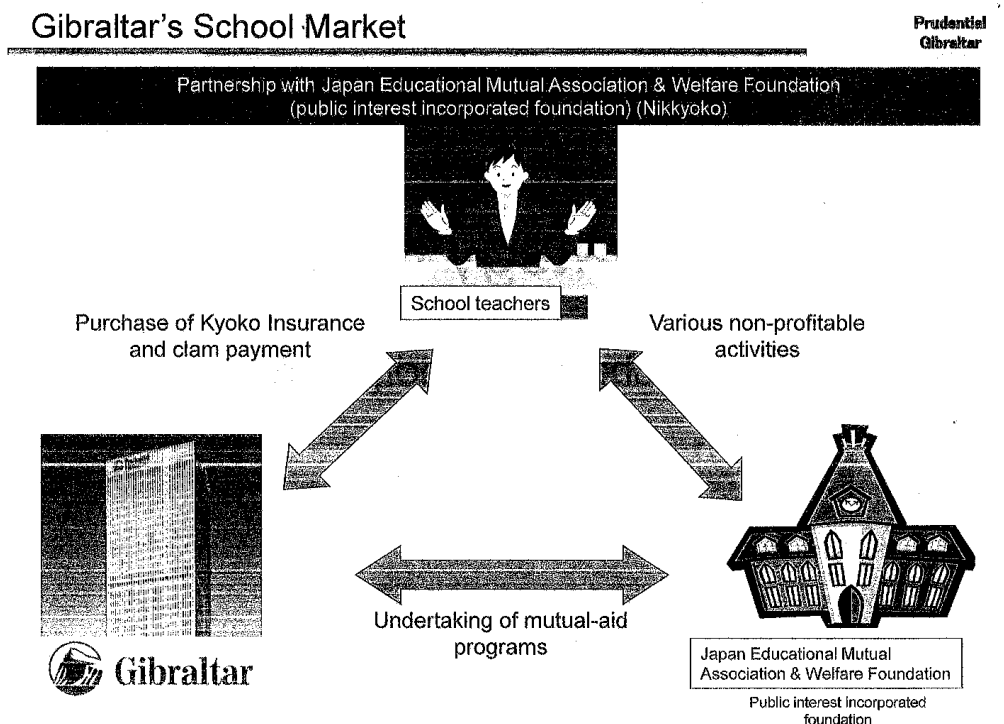 Gibraltar's School Market
Prudential
Gibraltar
Partnership with Japan Educational Mutual Association & Welfare Foundation
(public interest incorporated foundation) (Nikkyoko)
School teachers
Purchase of Kyoko Insurance
and clam payment
Various non-profitable
activities
Undertaking of mutual-aid
programs
Gibraltar
Japan Educational Mutual
Association & Welfare Foundation
Public interest incorporated
foundation